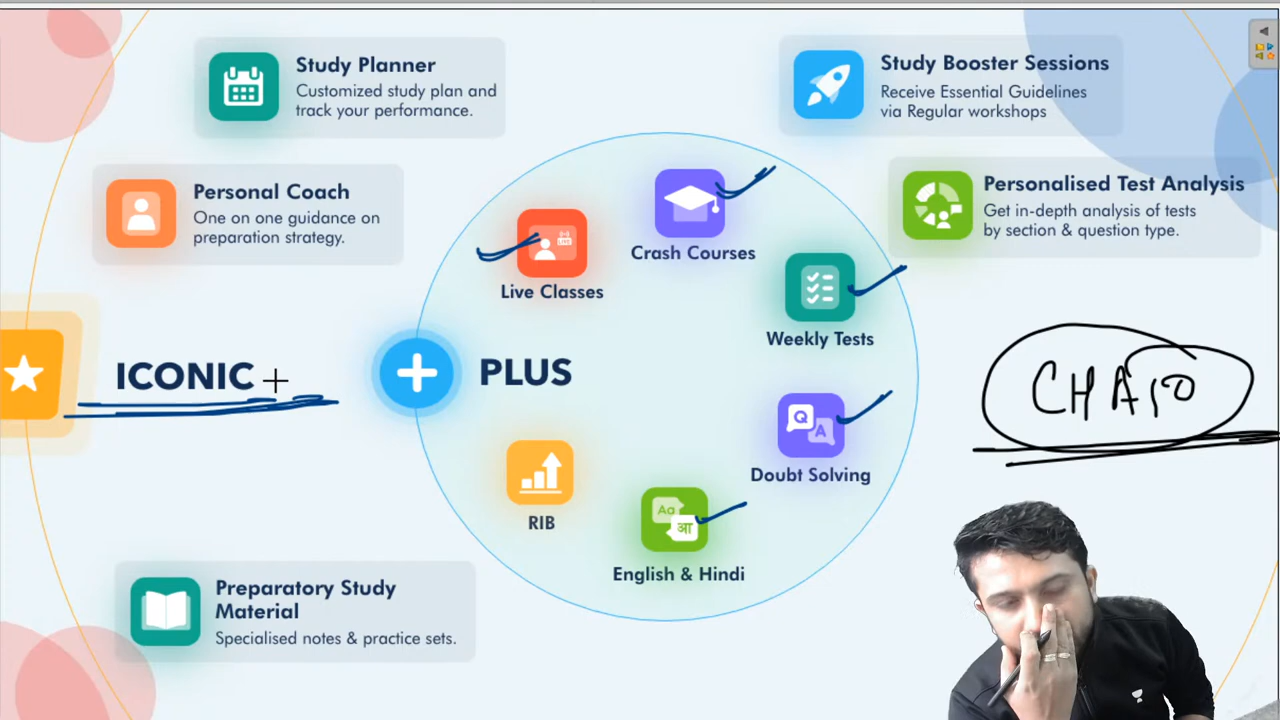 Study Planner
Customized study plan and
track your performance.
Study Booster Sessions
Receive Essential Guidelines
via Regular workshops
Personal Coach
One on one guidance on
preparation strategy.
Personalised Test Analysis
Get in-depth analysis of tests
by section & question type.
Crash Courses
Live Classes
Weekly Tests
ICONIC
PLUS
CHA10
Q
A
Doubt Solving
RIB
Aa
आ
English & Hindi
Preparatory Study
Material
Specialised notes & practice sets.